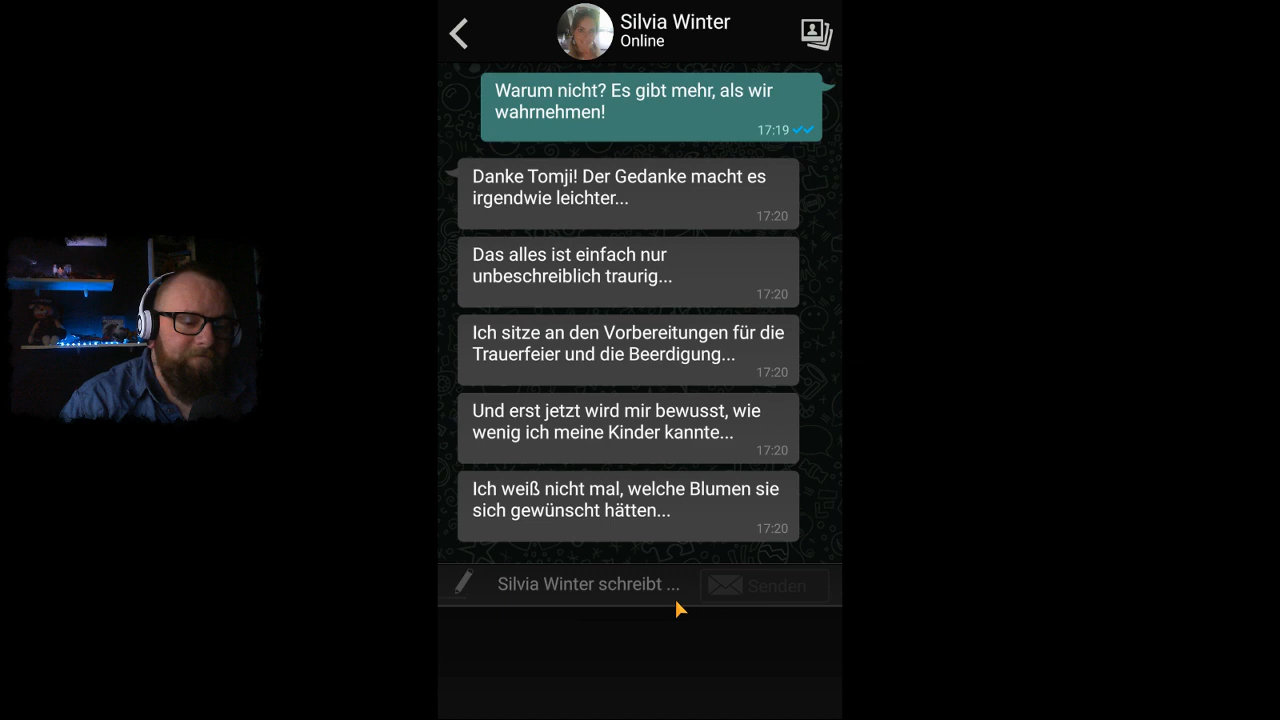 Silvia Winter
Online
Warum nicht? Es gibt mehr, als wir
wahrnehmen!
17:19
Danke Tomji! Der Gedanke macht es
irgendwie leichter...
17:20
Das alles ist einfach nur
unbeschreiblich traurig...
17:20
Ich sitze an den Vorbereitungen für die
Trauerfeier und die Beerdigung...
17:20
Und erst jetzt wird mir bewusst, wie
wenig ich meine Kinder kannte...
17:20
Ich weiß nicht mal, welche Blumen sie
sich gewünscht hätten...
17:20
Silvia Winter schreibt ...
Senden